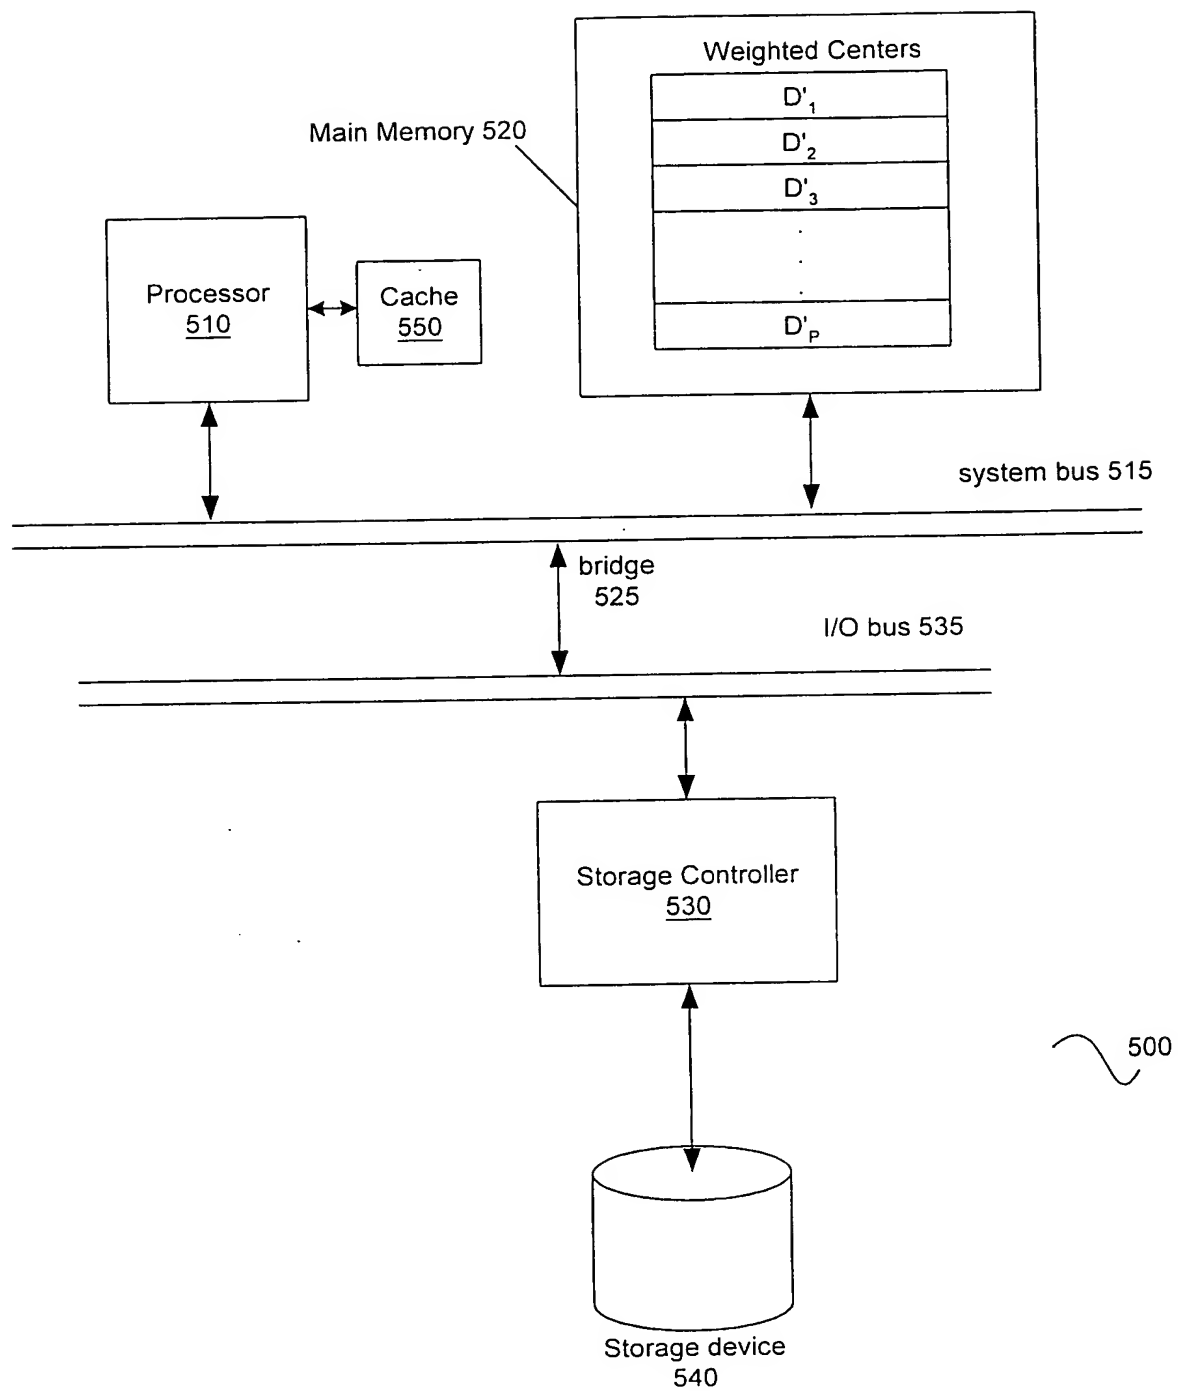 Weighted Centers
D'1
D'2
D'3
.
.
.
D'P
Main Memory 520
Processor
510
Cache
550
system bus 515
bridge
525
I/O bus 535
Storage Controller
530
500
Storage device
540